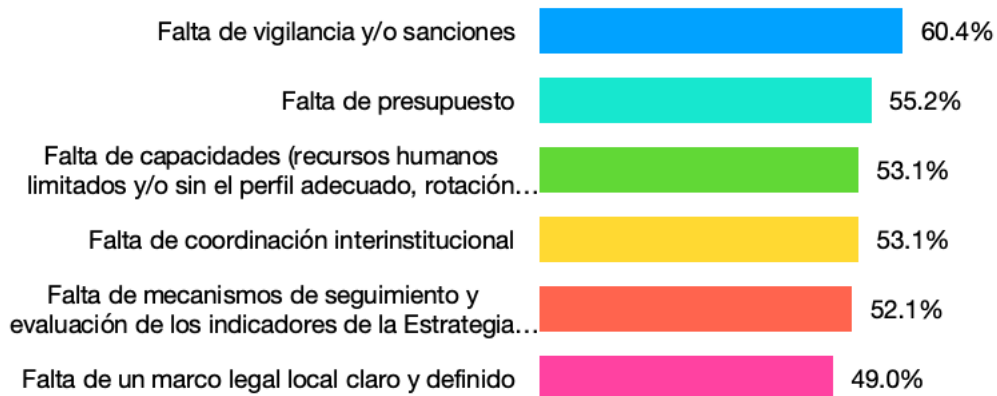 Falta de vigilancia y/o sanciones
60.4%
Falta de presupuesto
55.2%
Falta de capacidades (recursos humanos
limitados y/o sin el perfil adecuado, rotación…
53.1%
Falta de coordinación interinstitucional
53.1%
Falta de mecanismos de seguimiento y
evaluación de los indicadores de la Estrategia…
52.1%
Falta de un marco legal local claro y definido
49.0%